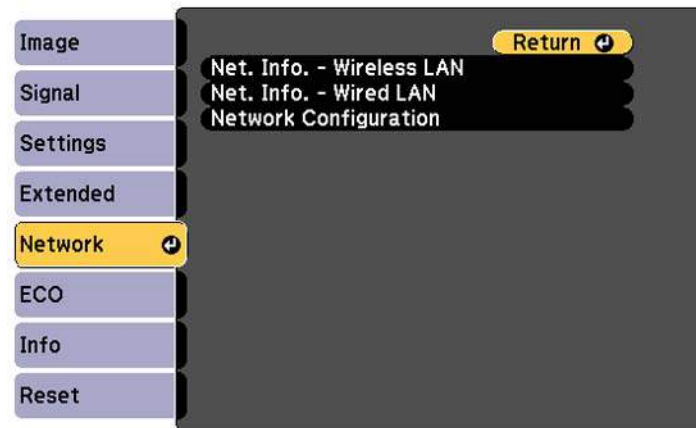 Image
Signal
Settings
Extended
Network
ECO
Info
Reset
Return
Net. Info. - Wireless LAN
Net. Info. - Wired LAN
Network Configuration